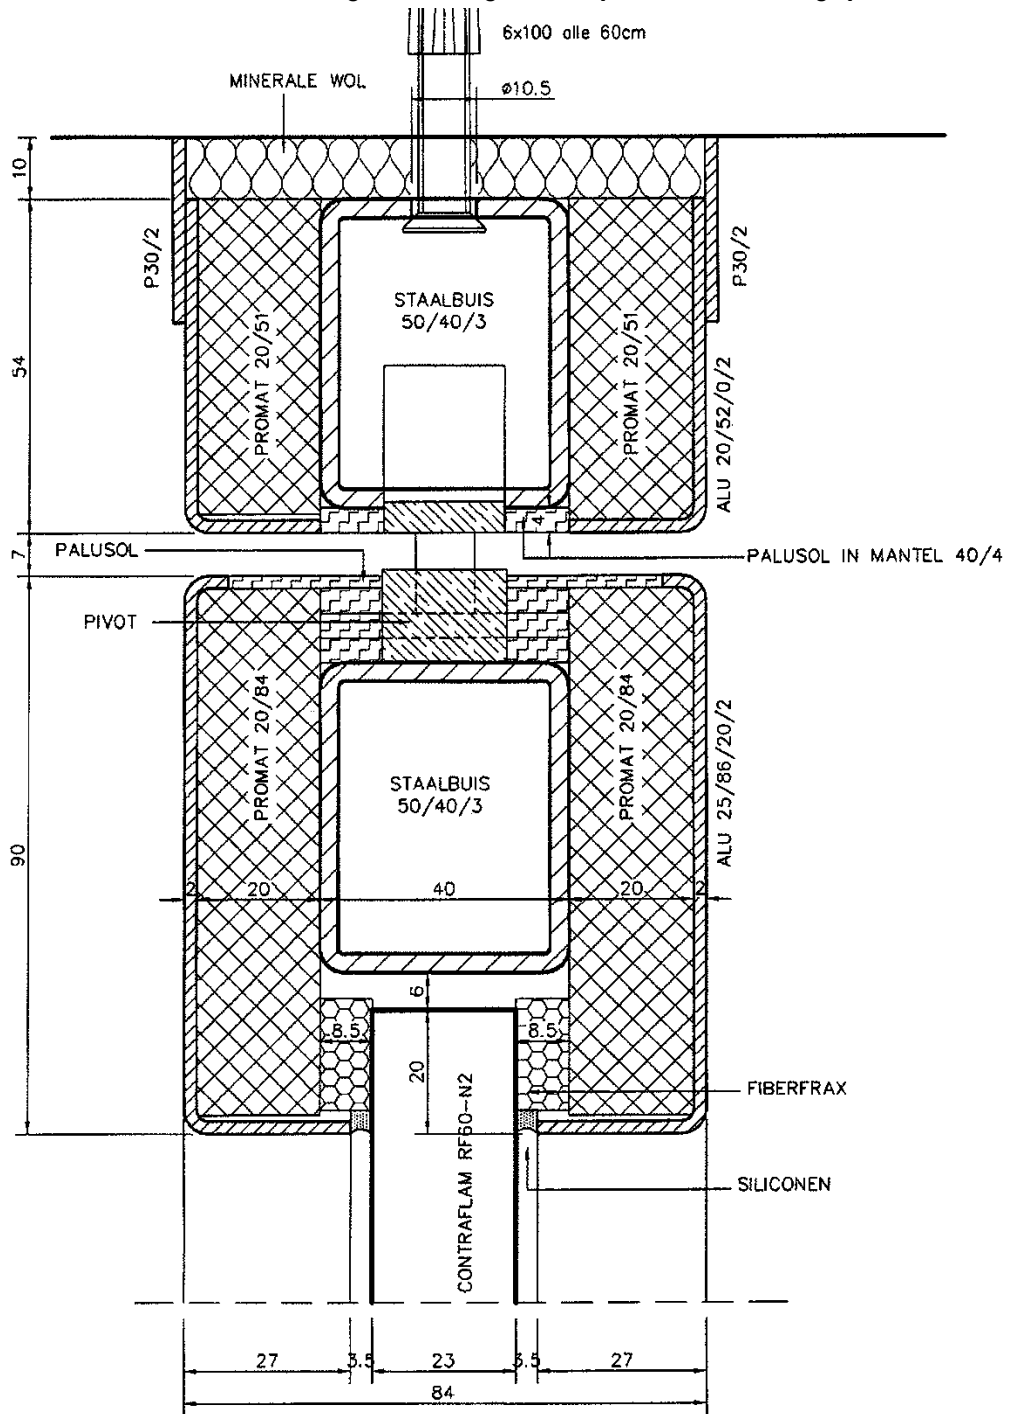 6x100 alle 60cm
MINERALE WOL
ø10.5
10
P30/2
P30/2
STAALBUIS
50/40/3
54
PROMAT 20/51
PROMAT 20/51
ALU 20/52/0/2
4
7
PALUSOL
PALUSOL IN MANTEL 40/4
PIVOT
PROMAT 20/84
PROMAT 20/84
ALU 25/86/20/2
STAALBUIS
50/40/3
90
2
20
40
20
2
6
8.5
8.5
20
FIBERFRAX
CONTRAFLAM RF60-N2
SILICONEN
27
3.5
23
3.5
27
84